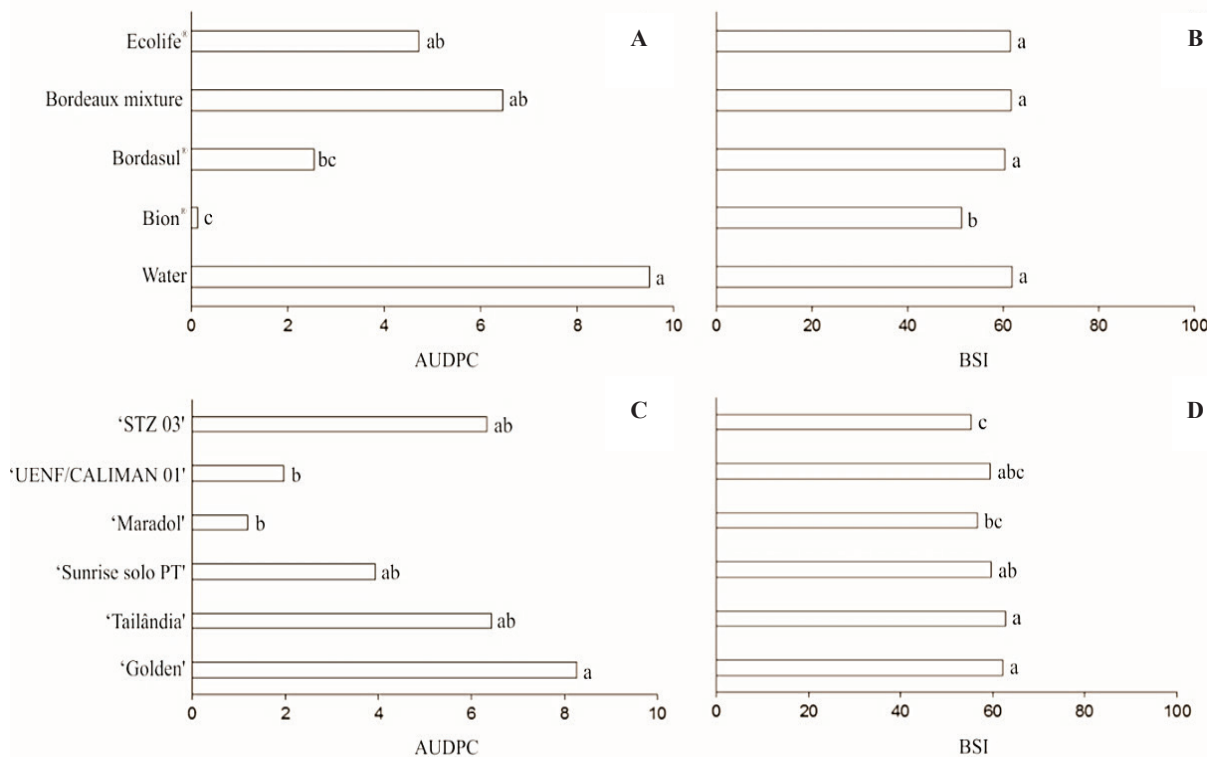 A
Ecolife® ab
Bordeaux mixture ab
Bordasul® bc
Bion® c
Water a
0 2 4 6 8 10
AUDPC
B
a
a
a
b
a
0 20 40 60 80 100
BSI
C
‘STZ 03' ab
‘UENF/CALIMAN 01' b
‘Maradol' b
‘Sunrise solo PT' ab
‘Tailândia' ab
‘Golden' a
0 2 4 6 8 10
AUDPC
D
c
abc
bc
ab
a
a
0 20 40 60 80 100
BSI